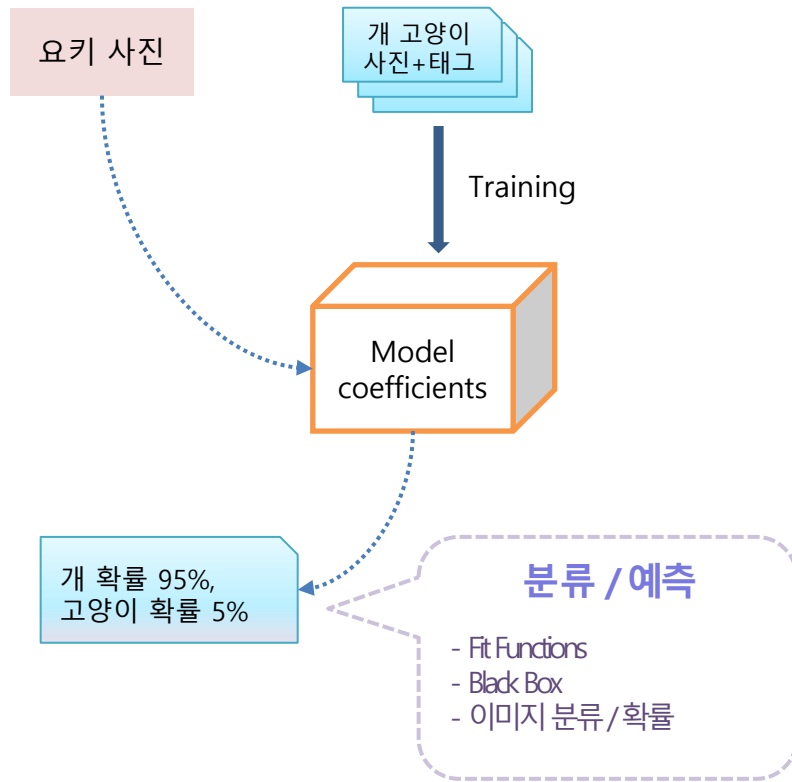 요키 사진
개 고양이
사진+태그
Training
Model
coefficients
개 확률 95%,
고양이 확률 5%
분류 / 예측
- Fit Functions
- Black Box
- 이미지 분류 / 확률